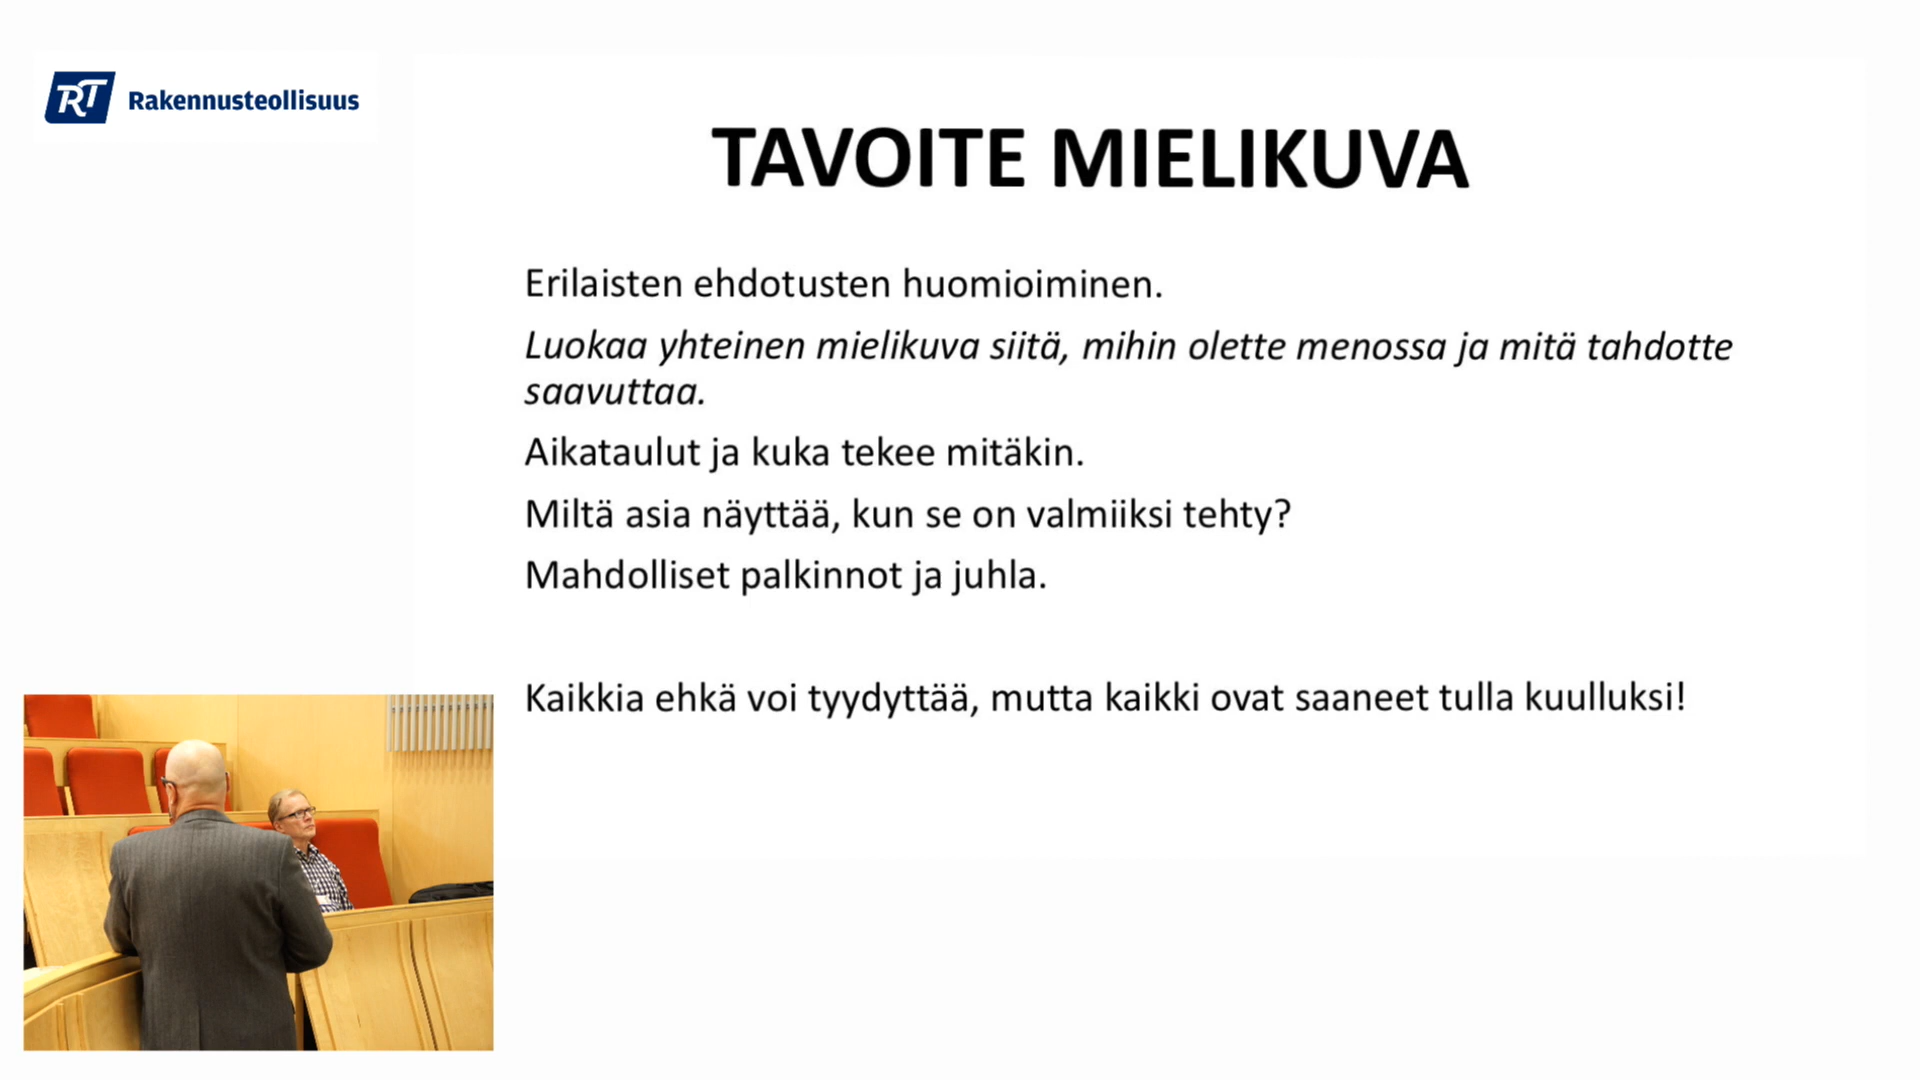 RT Rakennusteollisuus
TAVOITE MIELIKUVA
Erilaisten ehdotusten huomioiminen.
Luokaa yhteinen mielikuva siitä, mihin olette menossa ja mitä tahdotte
saavuttaa.
Aikataulut ja kuka tekee mitäkin.
Miltä asia näyttää, kun se on valmiiksi tehty?
Mahdolliset palkinnot ja juhla.
Kaikkia ehkä voi tyydyttää, mutta kaikki ovat saaneet tulla kuulluksi!